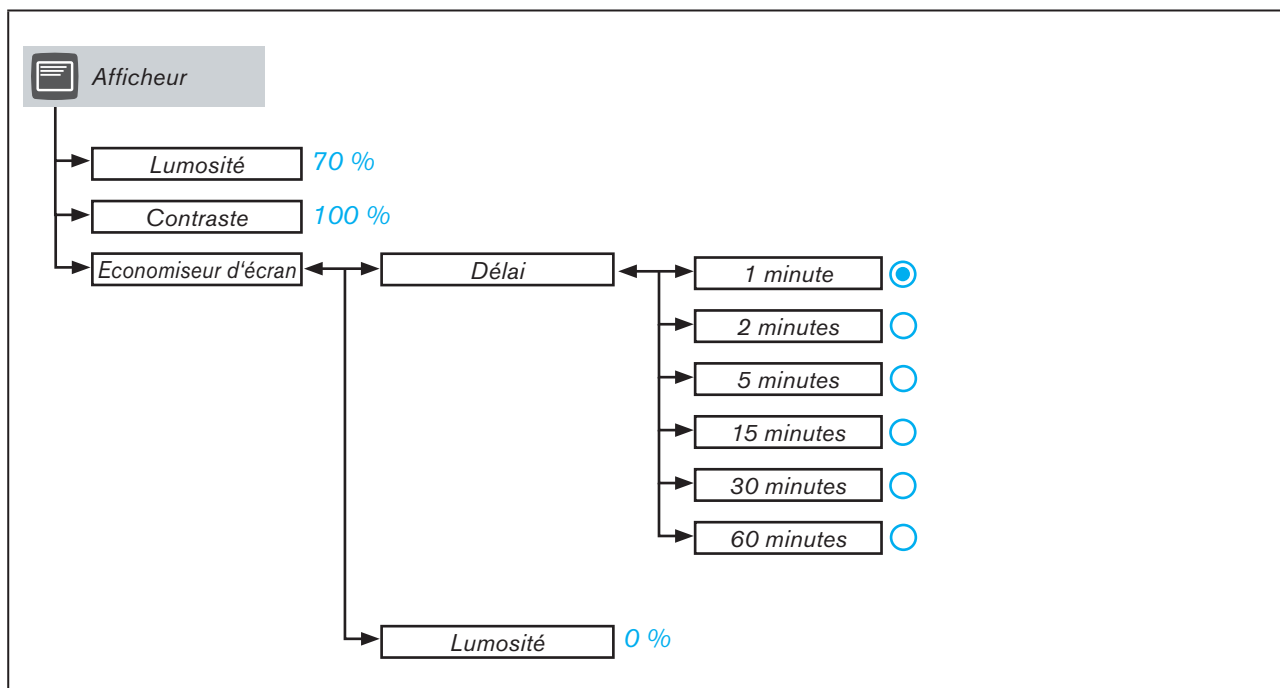 Afficheur
Lumosité 70 %
Contraste 100 %
Economiseur d‘écran Délai 1 minute
2 minutes
5 minutes
15 minutes
30 minutes
60 minutes
Lumosité 0 %